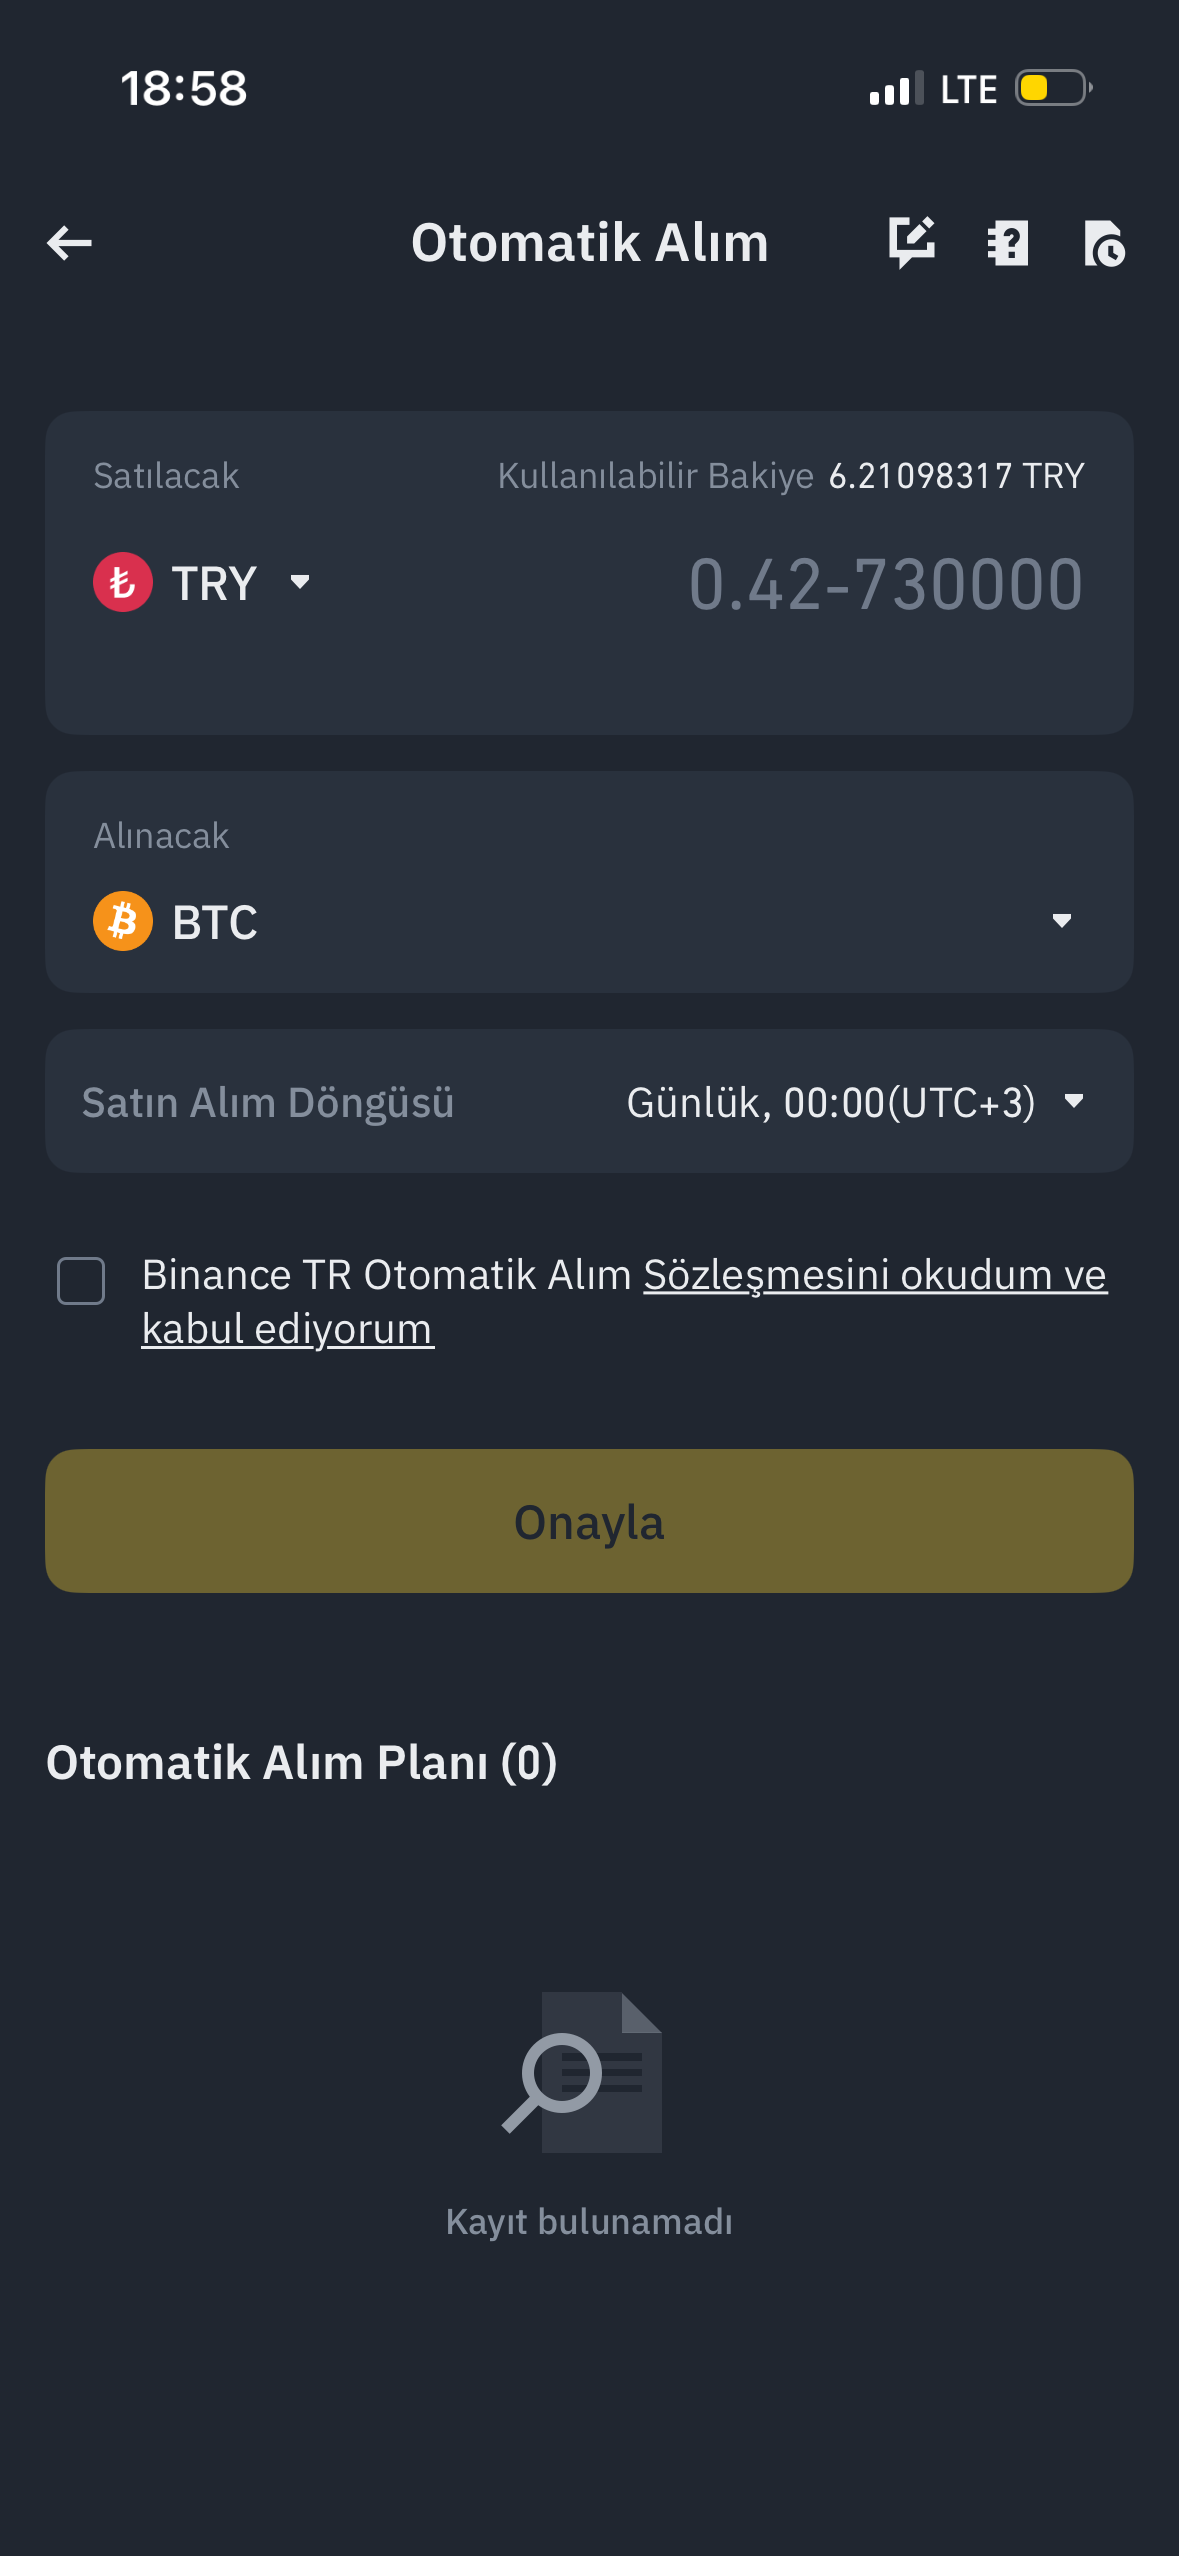 18:58
LTE
Otomatik Alım
Satılacak
Kullanılabilir Bakiye 6.21098317 TRY
TRY
0.42-730000
Alınacak
BTC
Satın Alım Döngüsü
Günlük, 00:00(UTC+3)
Binance TR Otomatik Alım Sözleşmesini okudum ve
kabul ediyorum
Onayla
Otomatik Alım Planı (0)
Kayıt bulunamadı